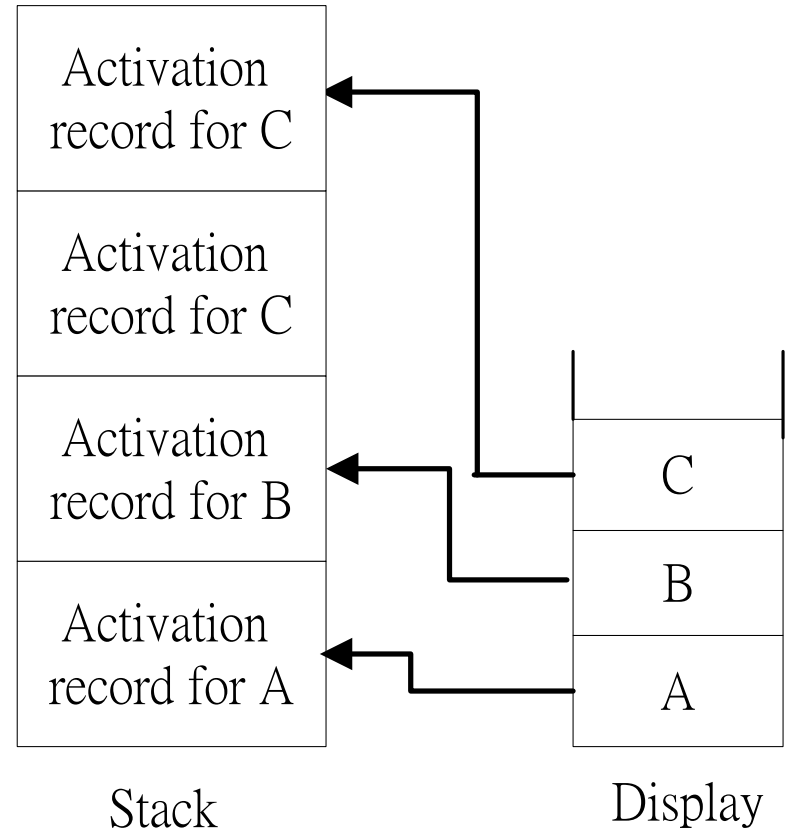 Activation
record for C
Activation
record for C
Activation
record for B
Activation
record for A
Stack
C
B
A
Display